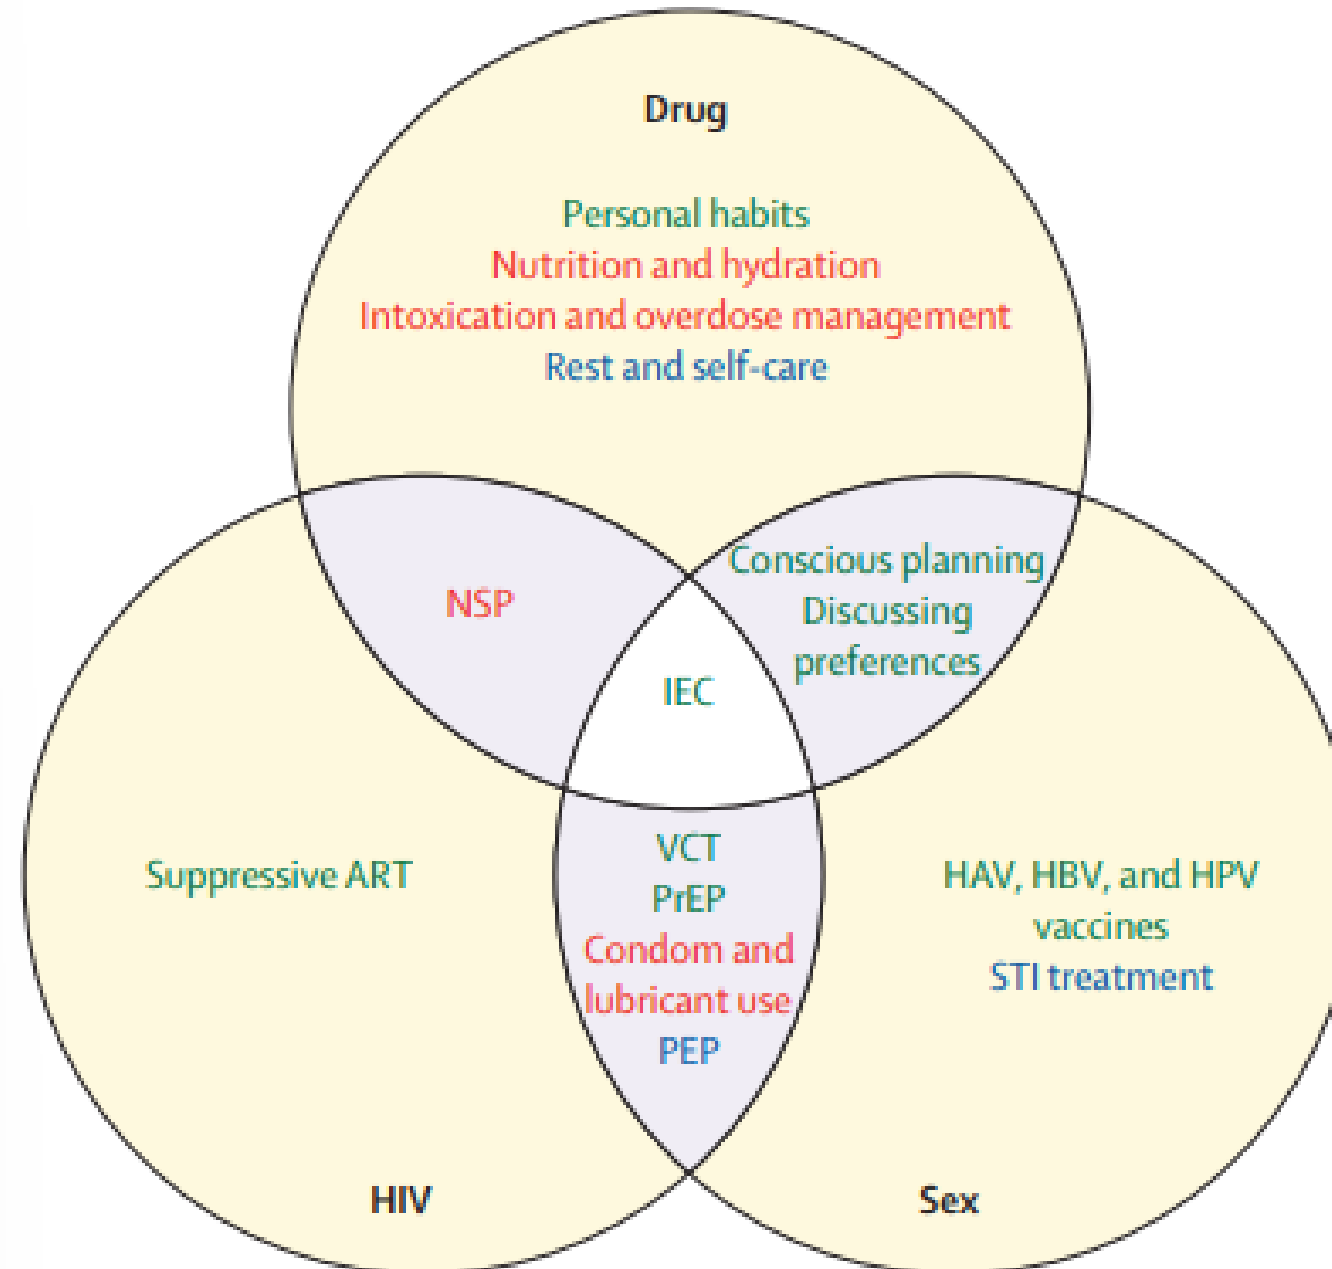 Drug
Personal habits
Nutrition and hydration
Intoxication and overdose management
Rest and self-care
NSP
Conscious planning
Discussing
preferences
IEC
VCT
PrEP
Condom and
lubricant use
PEP
Suppressive ART
HAV, HBV, and HPV
vaccines
STI treatment
HIV
Sex